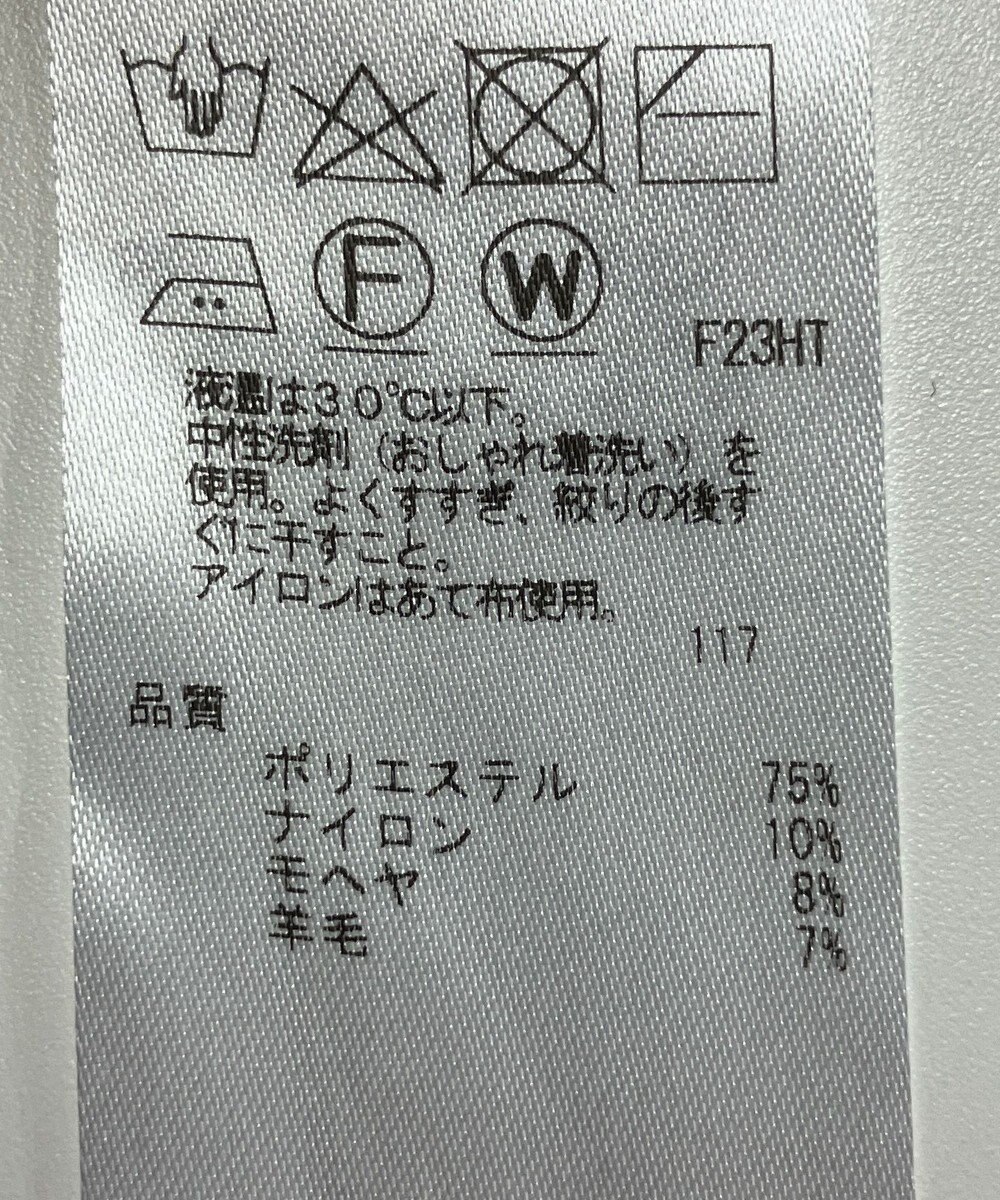 F W
F23HT
液温は30℃以下。
中性洗剤（おしゃれ着洗い）を
使用。よくすすぎ、絞りの後す
ぐに干すこと。
アイロンはあて布使用。
117
品質
ポリエステル 75%
ナイロン 10%
モヘヤ 8%
羊毛 7%